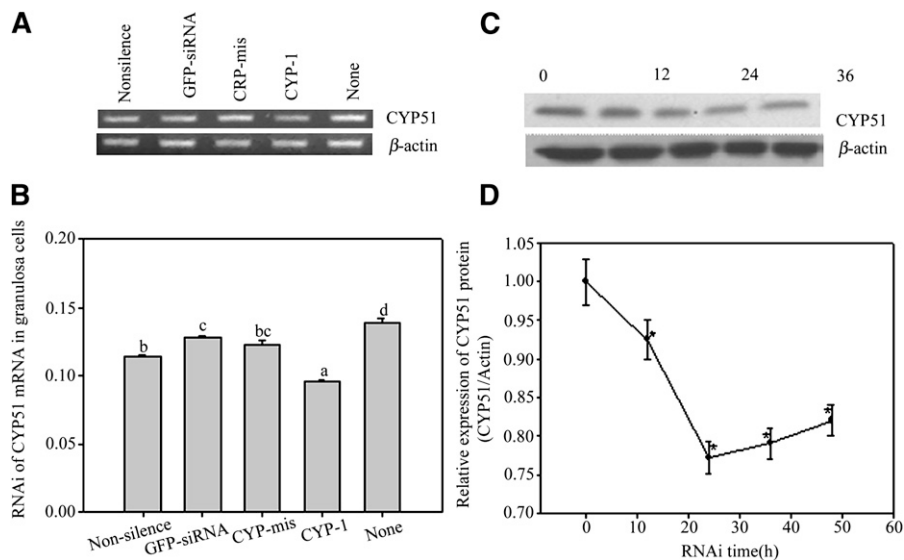 A
Nonsilence
GFP-siRNA
CRP-mis
CYP-1
None
CYP51
β-actin
B
RNAi of CYP51 mRNA in granulosa cells
0.20
0.15
0.10
0.05
0.00
b
c
bc
a
d
Non-silence
GFP-siRNA
CYP-mis
CYP-1
None
C
0 12 24 36
CYP51
β-actin
D
Relative expression of CYP51 protein
(CYP51/Actin)
1.05
1.00
0.95
0.90
0.85
0.80
0.75
0.70
*
*
*
*
0 10 20 30 40 50 60
RNAi time(h)